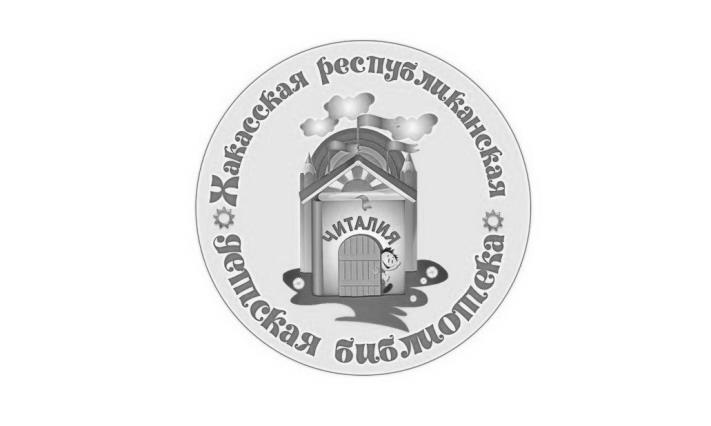 Хакасская республиканская
детская библиотека
ЧИТАЛИЯ